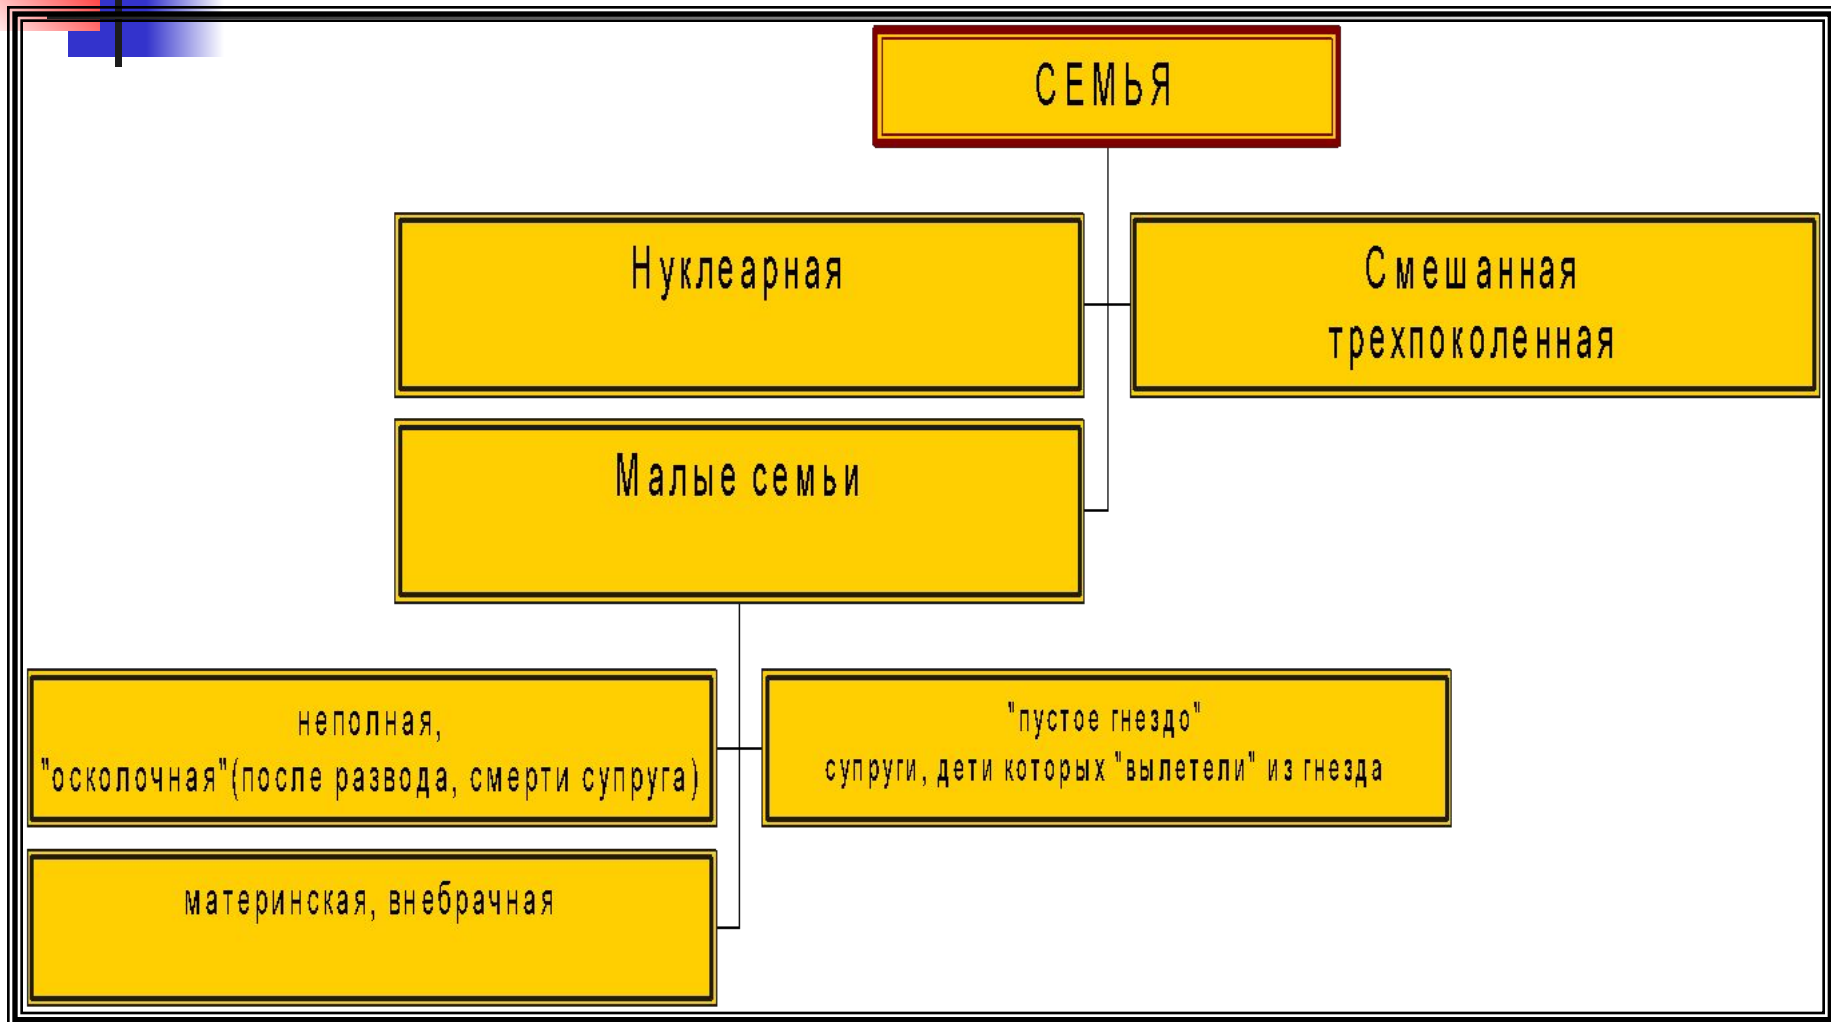 СЕМЬЯ
Нуклеарная
Смешанная
трехпоколенная
Малые семьи
неполная,
"осколочная"(после развода, смерти супруга)
"пустое гнездо"
супруги, дети которых "вылетели" из гнезда
материнская, внебрачная